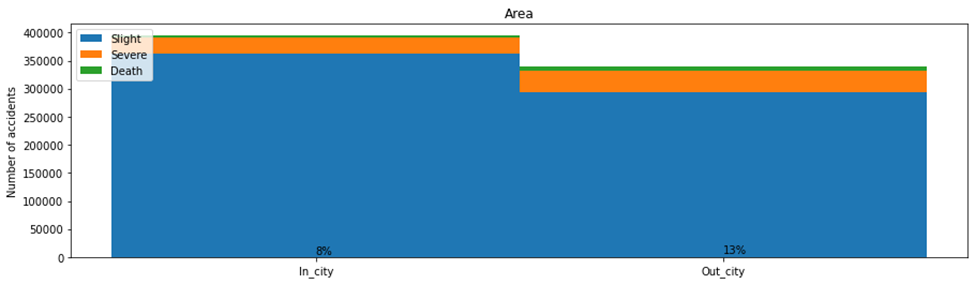 Area
400000
350000
300000
250000
200000
150000
100000
50000
0
Number of accidents
Slight
Severe
Death
8%
13%
In_city
Out_city